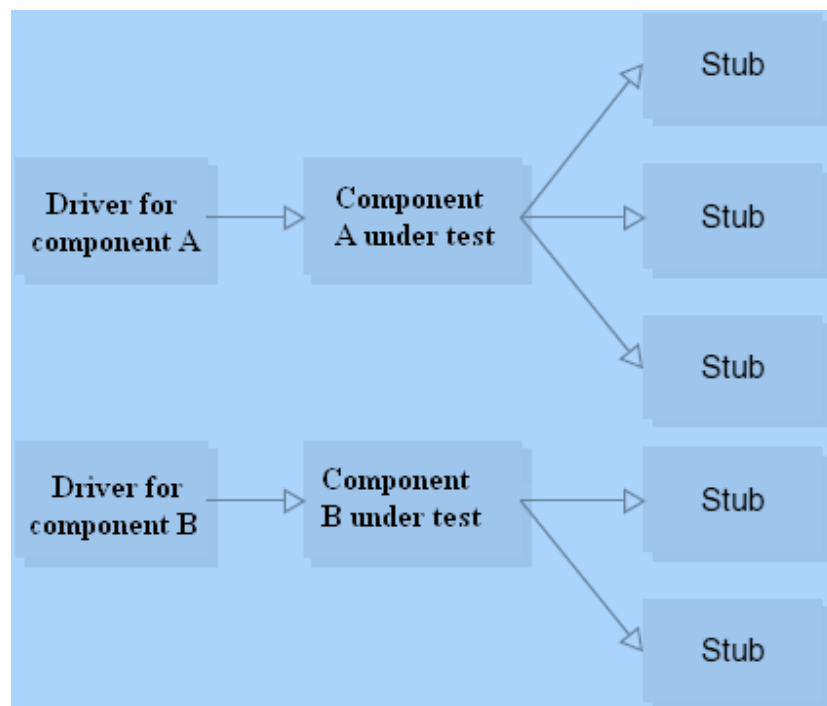 Stub
Driver for
component A
Component
A under test
Stub
Stub
Driver for
component B
Component
B under test
Stub
Stub